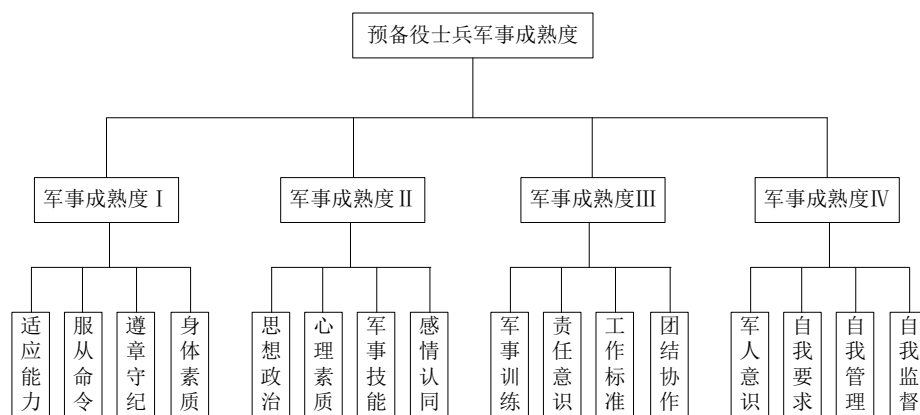 预备役士兵军事成熟度
军事成熟度Ⅰ
军事成熟度Ⅱ
军事成熟度Ⅲ
军事成熟度Ⅳ
适应能力
服从命令
遵章守纪
身体素质
思想政治
心理素质
军事技能
感情认同
军事训练
责任意识
工作标准
团结协作
军人意识
自我要求
自我管理
自我监督